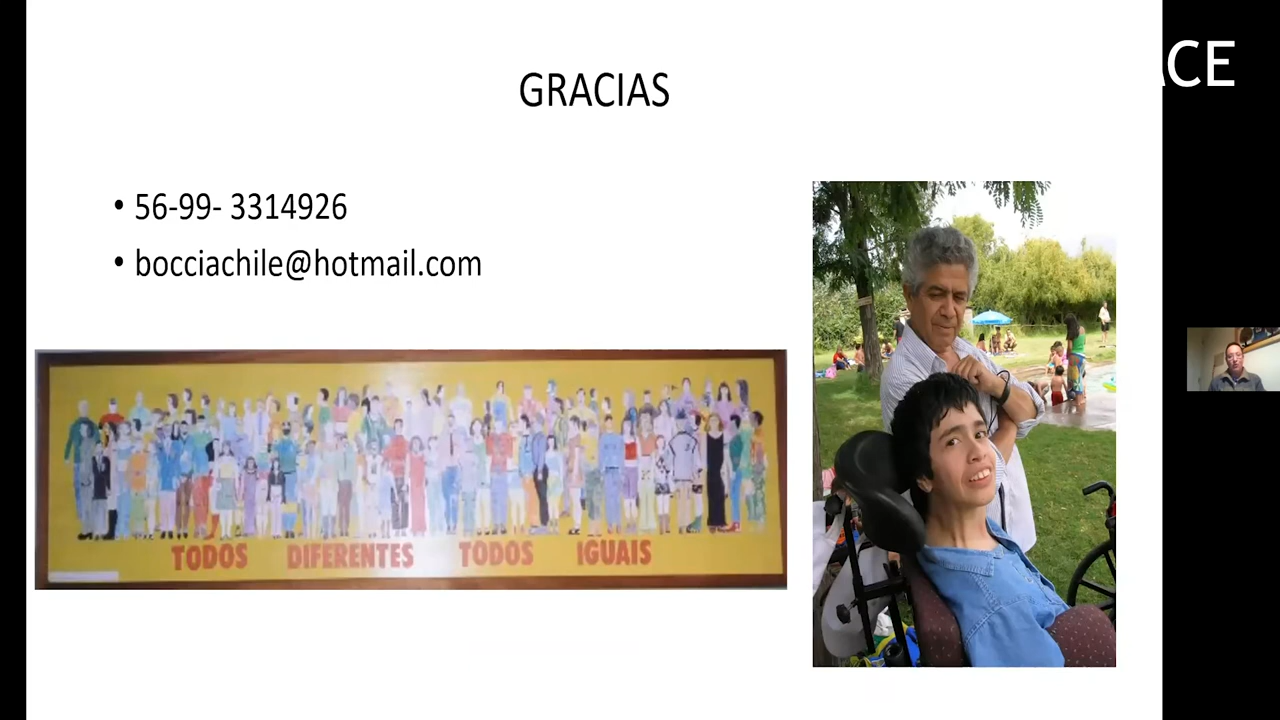 GRACIAS
• 56-99- 3314926
• bocciachile@hotmail.com
TODOS DIFERENTES TODOS IGUAIS
CE